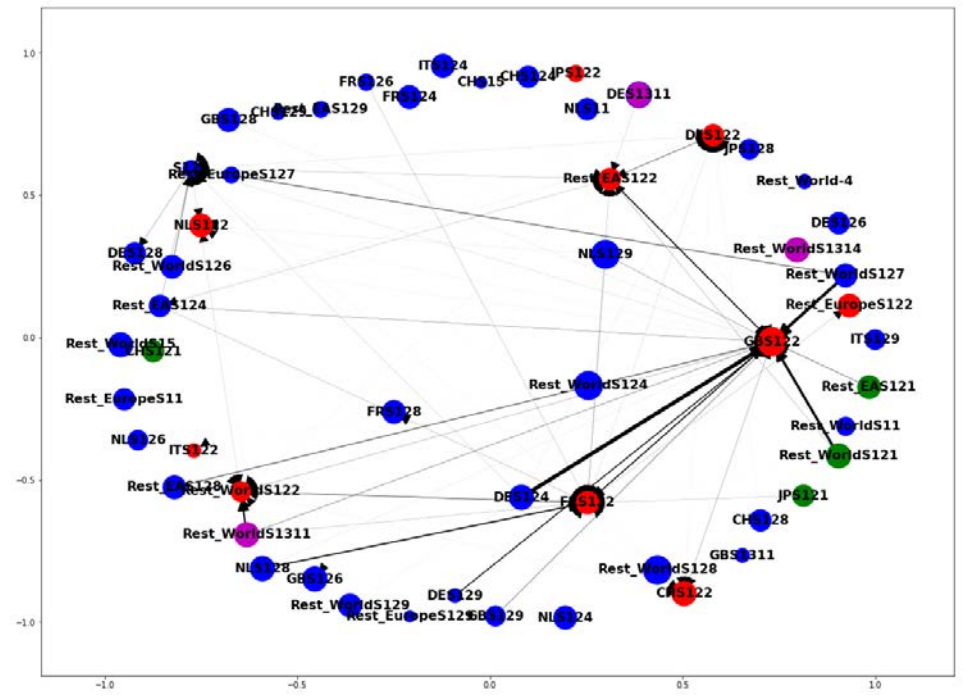 1.0
ITS124
JPS122
CHS124
FRS126
CHS15
DES1311
FRS124
NLS11
GBS128
DES122
JPS128
Rest_EuropeS127
Rest_EAS122
Rest_World-4
0.5
NLS122
DES126
Rest_WorldS1314
DES128
NLS129
Rest_WorldS126
Rest_WorldS127
Rest_EAS124
Rest_EuropeS122
0.0
GBS122
ITS129
Rest_WorldS15
CHS121
Rest_WorldS124
Rest_EAS121
Rest_EuropeS11
FRS128
Rest_WorldS11
NLS126
ITS122
Rest_WorldS121
−0.5
Rest_EAS128
Rest_WorldS122
DES124
JPS121
CHS128
Rest_WorldS1311
GBS1311
NLS128
Rest_WorldS128
GBS126
CHS122
DES129
Rest_WorldS129
Rest_EuropeS129
GBS129
NLS124
−1.0
−1.0 −0.5 0.0 0.5 1.0